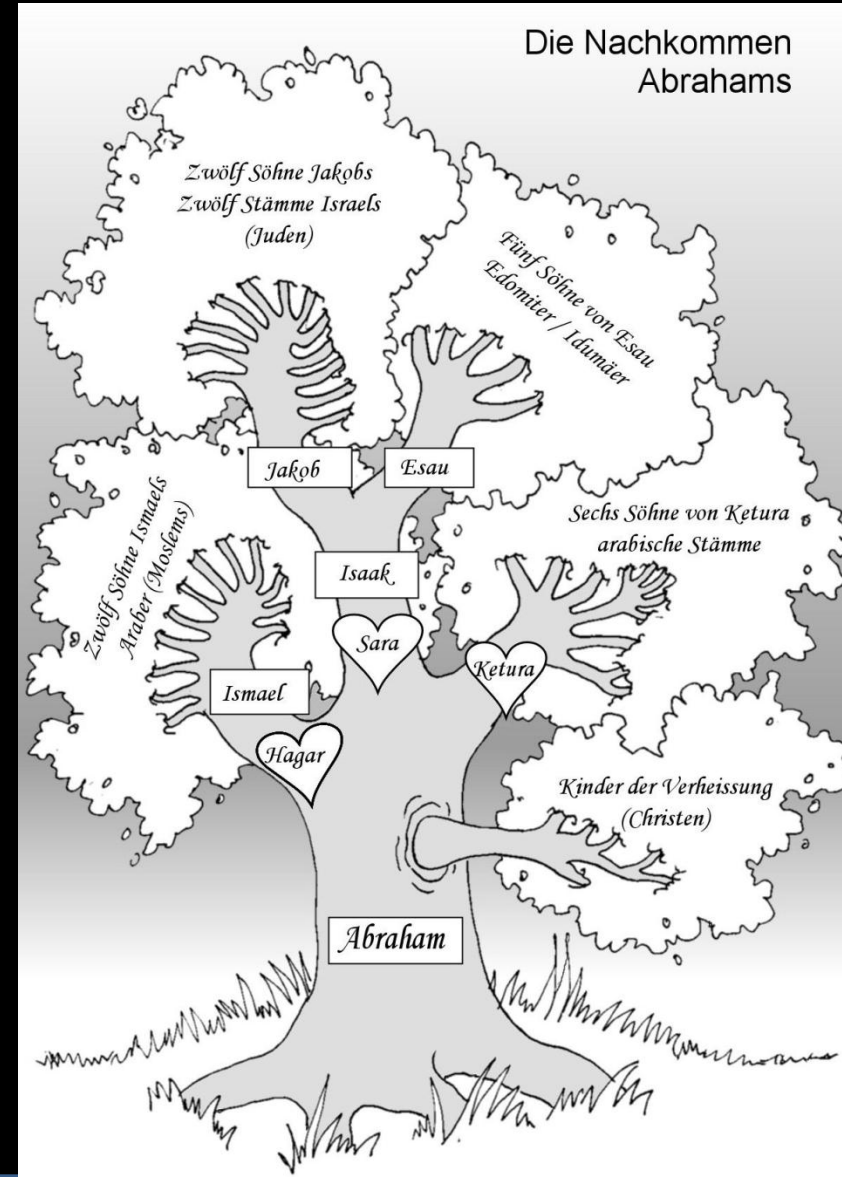 Die Nachkommen
Abrahams
Zwölf Söhne Jakobs
Zwölf Stämme Israels
(Juden)
Fünf Söhne von Esau
Edomiter / Idumäer
Jakob
Esau
Zwölf Söhne Ismaels
Araber (Moslems)
Sechs Söhne von Ketura
arabische Stämme
Isaak
Sara
Ketura
Ismael
Hagar
Kinder der Verheissung
(Christen)
Abraham